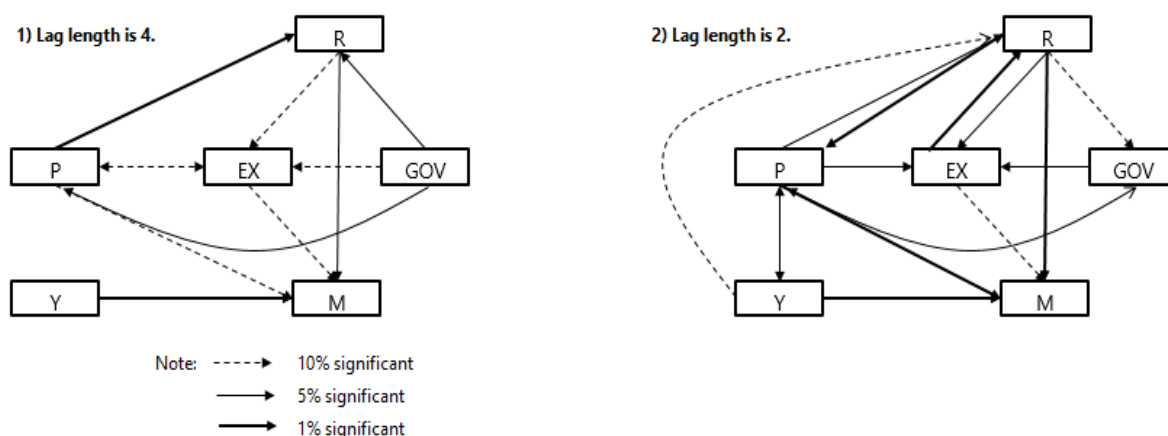 1) Lag length is 4.
R
P
EX
GOV
Y
M
2) Lag length is 2.
R
P
EX
GOV
Y
M
Note:
10% significant
5% significant
1% significant